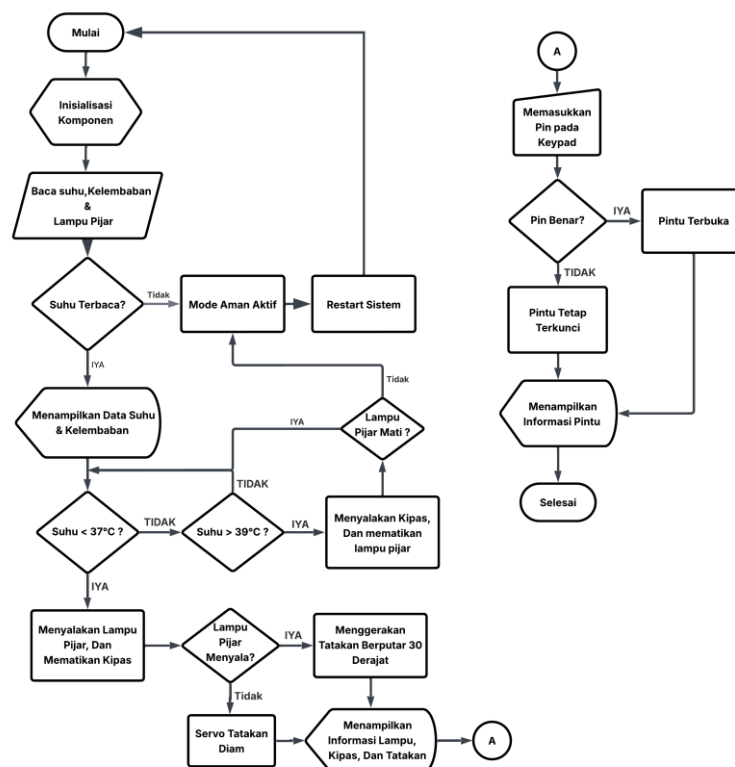 Mulai
Inisialisasi
Komponen
Baca suhu,Kelembaban
&
Lampu Pijar
Suhu Terbaca?
Tidak
Mode Aman Aktif
Restart Sistem
IYA
Menampilkan Data Suhu
& Kelembaban
Tidak
Lampu
Pijar Mati ?
IYA
Suhu < 37°C ?
TIDAK
Suhu > 39°C ?
TIDAK
IYA
Menyalakan Kipas,
Dan mematikan
lampu pijar
IYA
Menyalakan Lampu
Pijar, Dan
Mematikan Kipas
Lampu
Pijar
Menyala?
IYA
Menggerakan
Tatakan Berputar 30
Derajat
Tidak
Servo Tatakan
Diam
Menampilkan
Informasi Lampu,
Kipas, Dan Tatakan
A
A
Memasukkan
Pin pada
Keypad
Pin Benar?
IYA
Pintu Terbuka
TIDAK
Pintu Tetap
Terkunci
Menampilkan
Informasi Pintu
Selesai